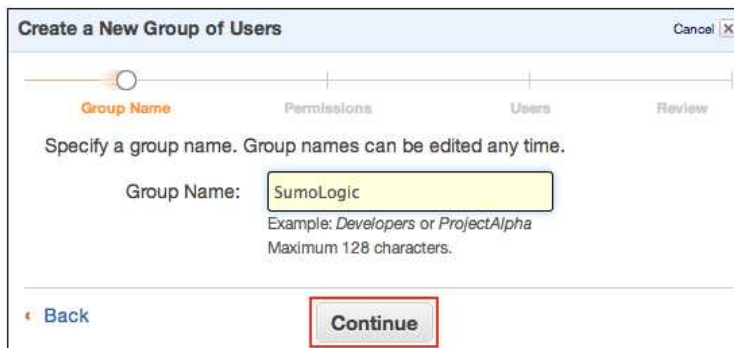 Create a New Group of Users
Cancel
Group Name Permissions Users Review
Specify a group name. Group names can be edited any time.
Group Name: SumoLogic
Example: Developers or ProjectAlpha
Maximum 128 characters.
Back Continue